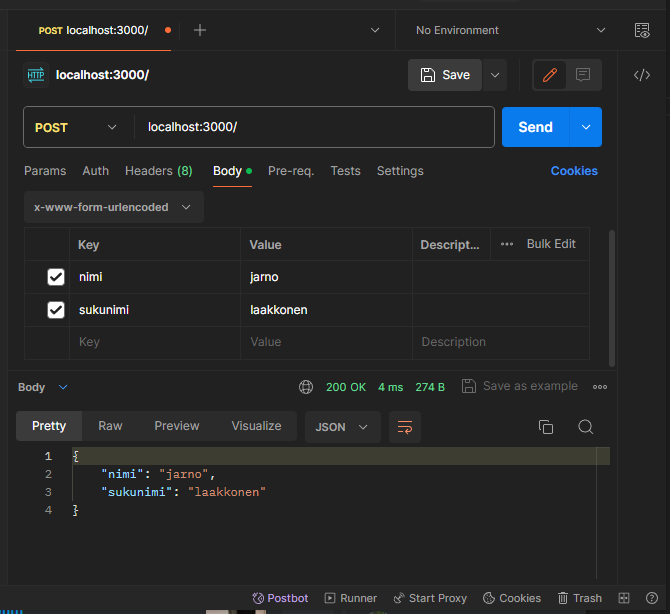 POST localhost:3000/
No Environment
HTTP localhost:3000/
Save
POST localhost:3000/
Send
Params Auth Headers (8) Body Pre-req. Tests Settings Cookies
x-www-form-urlencoded
Key Value Descript... Bulk Edit
nimi jarno
sukunimi laakkonen
Key Value Description
Body 200 OK 4 ms 274 B Save as example
Pretty Raw Preview Visualize JSON
1 {
2 "nimi": "jarno",
3 "sukunimi": "laakkonen"
4 }
Postbot Runner Start Proxy Cookies Trash